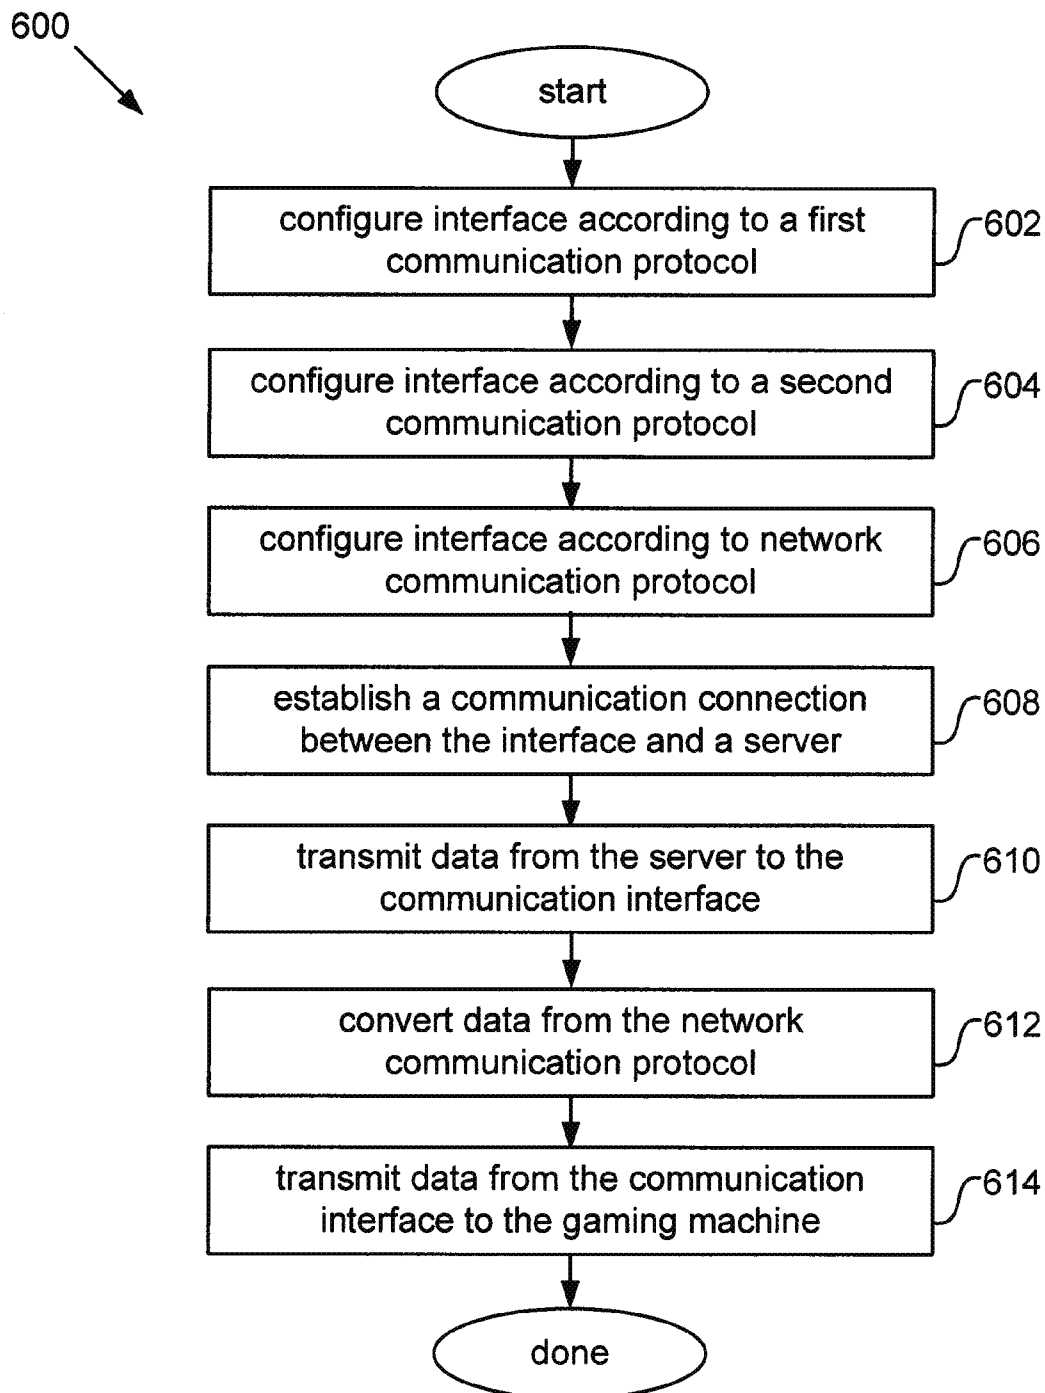 600
start
configure interface according to a first
communication protocol
602
configure interface according to a second
communication protocol
604
configure interface according to network
communication protocol
606
establish a communication connection
between the interface and a server
608
transmit data from the server to the
communication interface
610
convert data from the network
communication protocol
612
transmit data from the communication
interface to the gaming machine
614
done